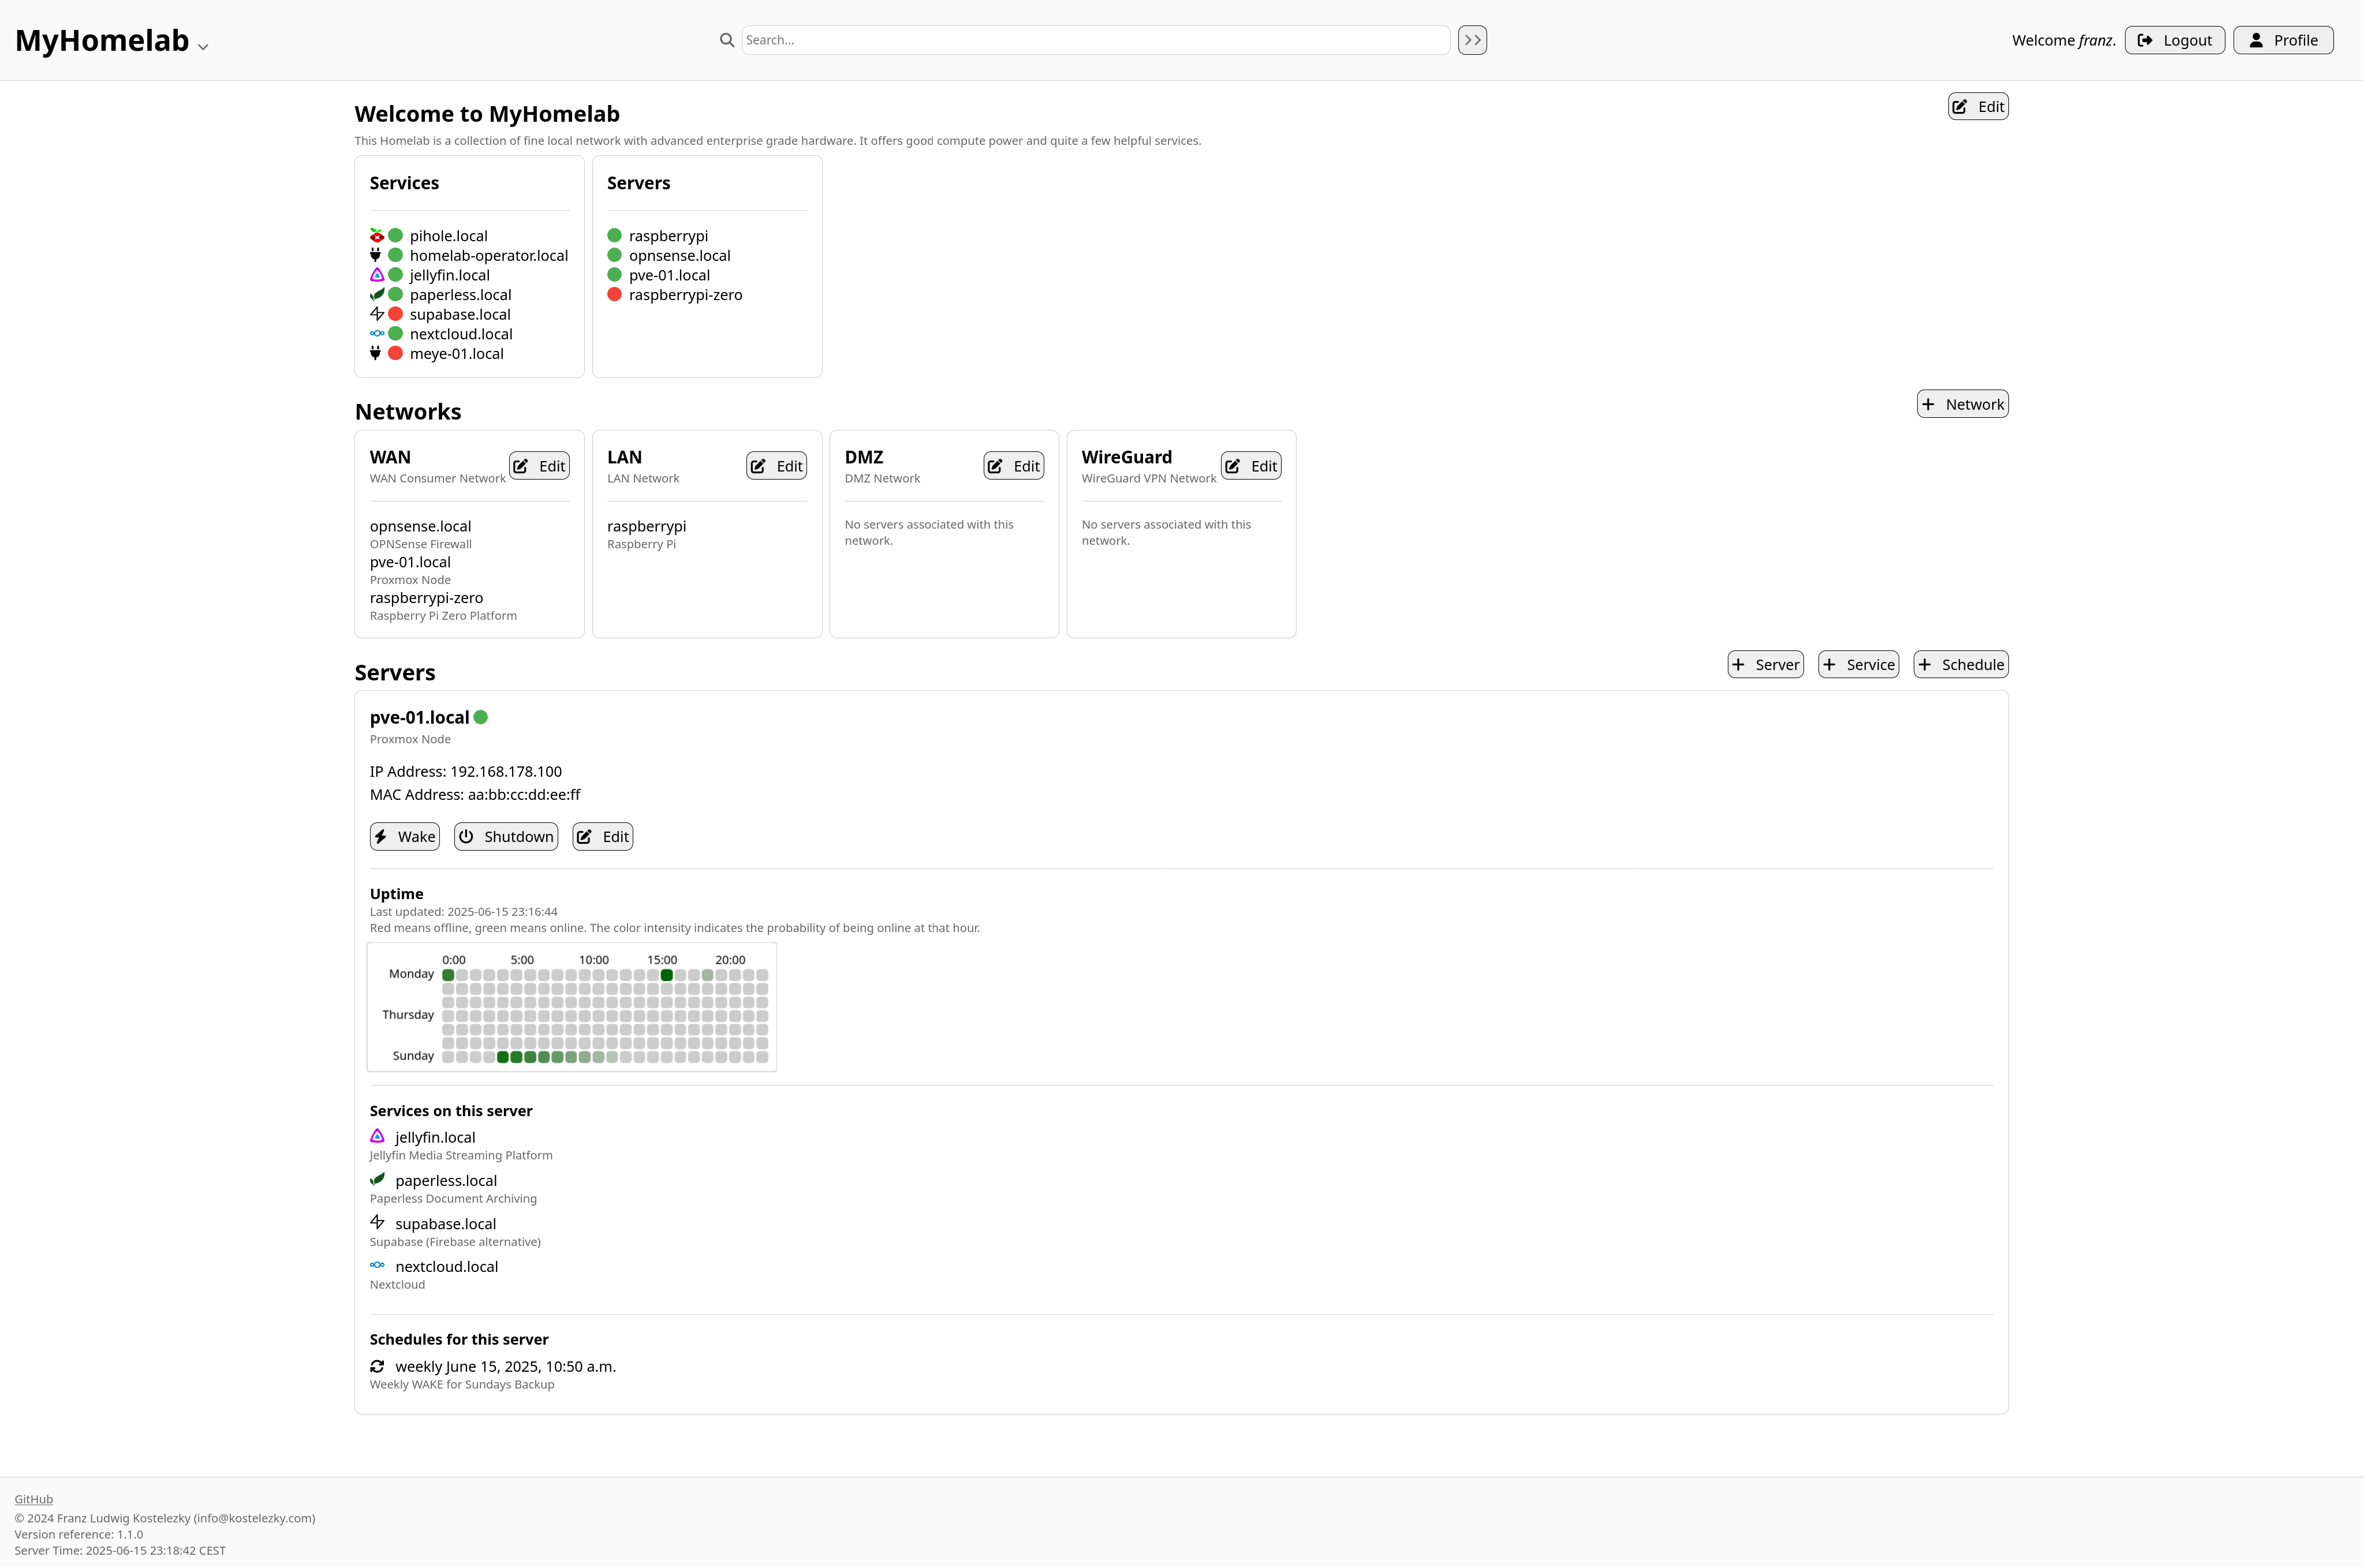 MyHomelab
Search...
Welcome franz.
Logout
Profile
Welcome to MyHomelab
Edit
This Homelab is a collection of fine local network with advanced enterprise grade hardware. It offers good compute power and quite a few helpful services.
Services
pihole.local
homelab-operator.local
jellyfin.local
paperless.local
supabase.local
nextcloud.local
meye-01.local
Servers
raspberrypi
opnsense.local
pve-01.local
raspberrypi-zero
Networks
Network
WAN
WAN Consumer Network
Edit
opnsense.local
OPNSense Firewall
pve-01.local
Proxmox Node
raspberrypi-zero
Raspberry Pi Zero Platform
LAN
LAN Network
Edit
raspberrypi
Raspberry Pi
DMZ
DMZ Network
Edit
No servers associated with this
network.
WireGuard
WireGuard VPN Network
Edit
No servers associated with this
network.
Servers
Server
Service
Schedule
pve-01.local
Proxmox Node
IP Address: 192.168.178.100
MAC Address: aa:bb:cc:dd:ee:ff
Wake
Shutdown
Edit
Uptime
Last updated: 2025-06-15 23:16:44
Red means offline, green means online. The color intensity indicates the probability of being online at that hour.
0:00 5:00 10:00 15:00 20:00
Monday
Thursday
Sunday
Services on this server
jellyfin.local
Jellyfin Media Streaming Platform
paperless.local
Paperless Document Archiving
supabase.local
Supabase (Firebase alternative)
nextcloud.local
Nextcloud
Schedules for this server
weekly June 15, 2025, 10:50 a.m.
Weekly WAKE for Sundays Backup
GitHub
© 2024 Franz Ludwig Kostelezky (info@kostelezky.com)
Version reference: 1.1.0
Server Time: 2025-06-15 23:18:42 CEST